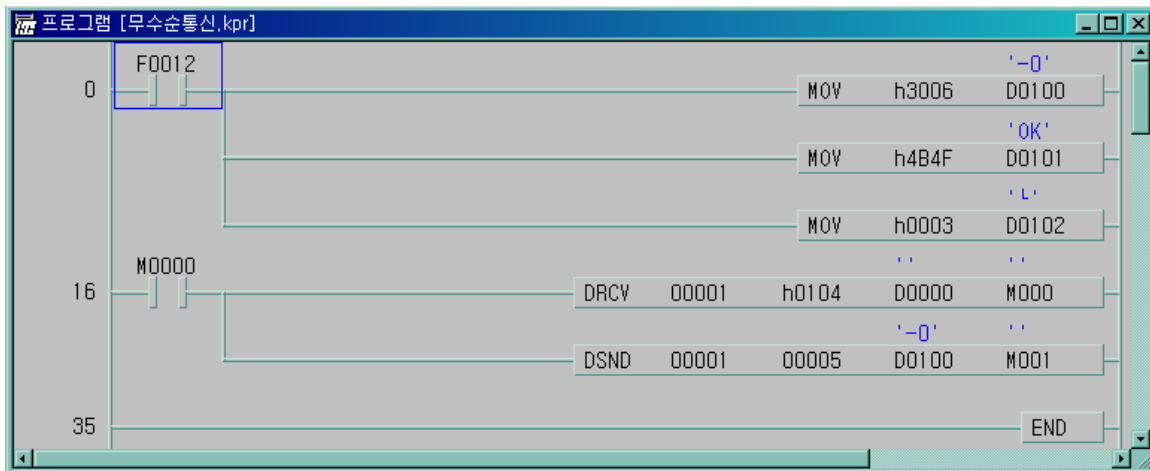 프로그램 [무수순통신.kpr]
F0012
'-0'
0 MOV h3006 D0100
'OK'
MOV h4B4F D0101
'L'
MOV h0003 D0102
M0000
' ' ' '
16 DRCV 00001 h0104 D0000 M000
'-0' ' '
DSND 00001 00005 D0100 M001
35 END